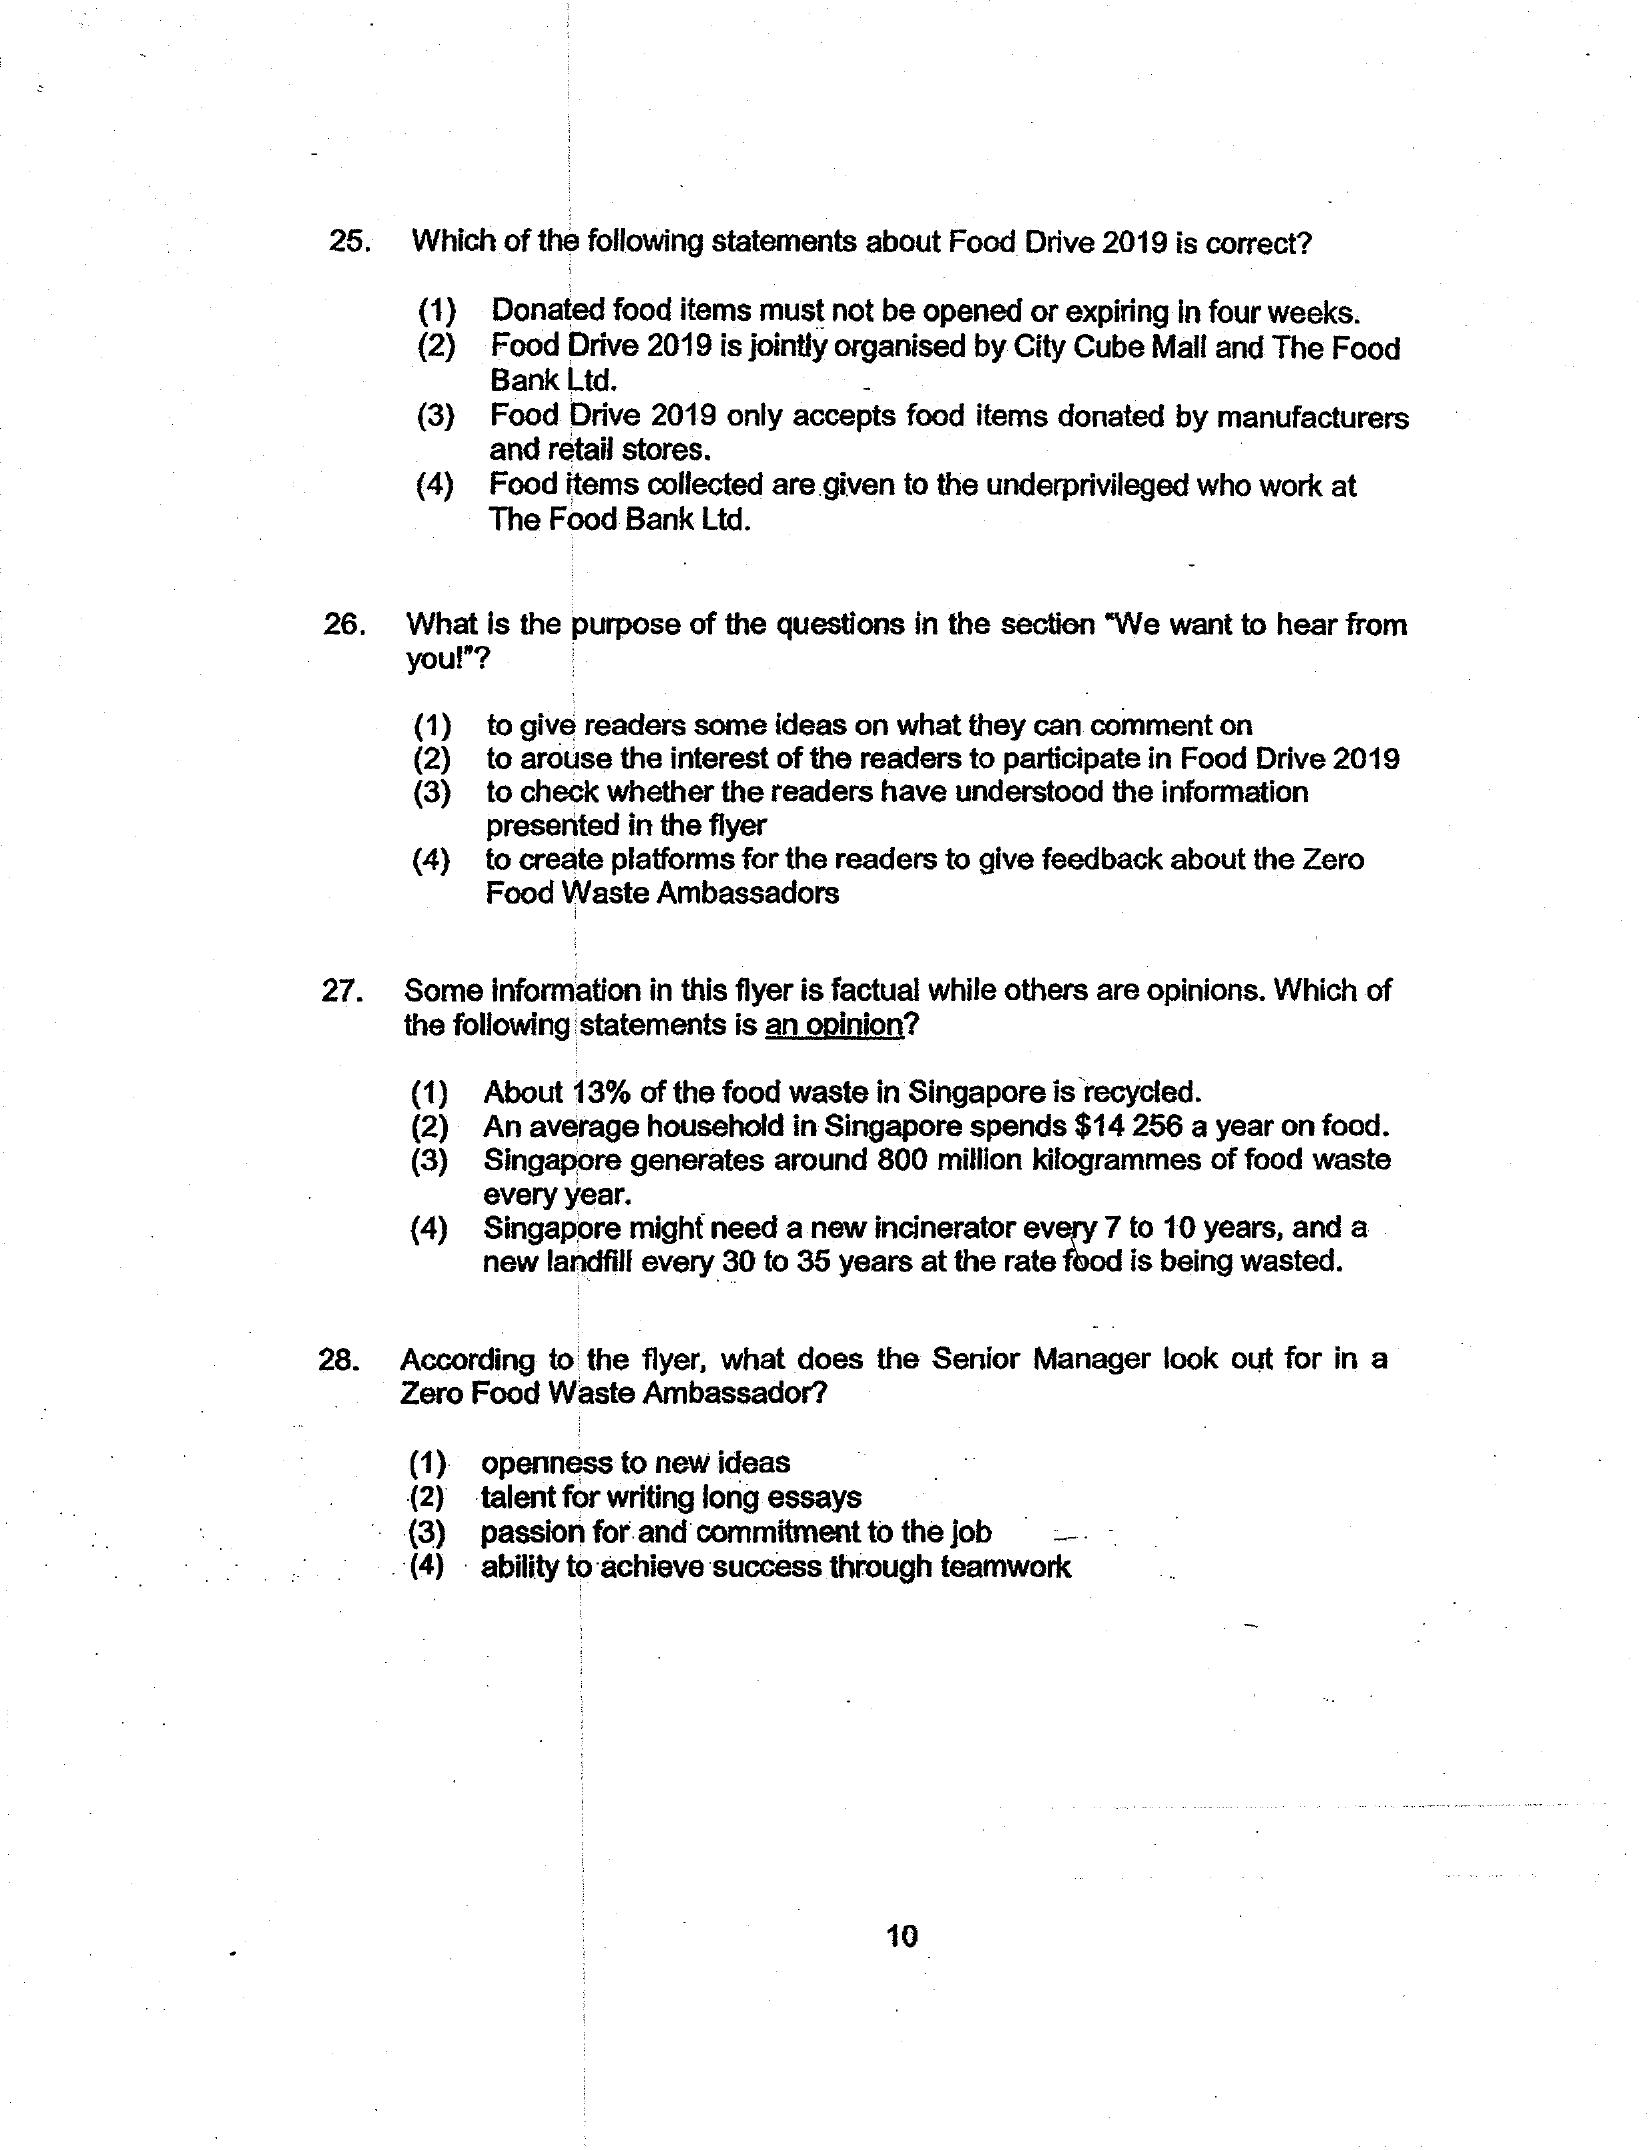 25. Which of the following statements about Food Drive 2019 is correct?
(1) Donated food items must not be opened or expiring in four weeks.
(2) Food Drive 2019 is jointly organised by City Cube Mall and The Food
Bank Ltd.
(3) Food Drive 2019 only accepts food items donated by manufacturers
and retail stores.
(4) Food items collected are given to the underprivileged who work at
The Food Bank Ltd.
26. What is the purpose of the questions in the section "We want to hear from
you!"?
(1) to give readers some ideas on what they can comment on
(2) to arouse the interest of the readers to participate in Food Drive 2019
(3) to check whether the readers have understood the information
presented in the flyer
(4) to create platforms for the readers to give feedback about the Zero
Food Waste Ambassadors
27. Some information in this flyer is factual while others are opinions. Which of
the following statements is an opinion?
(1) About 13% of the food waste in Singapore is recycled.
(2) An average household in Singapore spends $14 256 a year on food.
(3) Singapore generates around 800 million kilogrammes of food waste
every year.
(4) Singapore might need a new incinerator every 7 to 10 years, and a
new landfill every 30 to 35 years at the rate food is being wasted.
28. According to the flyer, what does the Senior Manager look out for in a
Zero Food Waste Ambassador?
(1) openness to new ideas
(2) talent for writing long essays
(3) passion for and commitment to the job
(4) ability to achieve success through teamwork
10